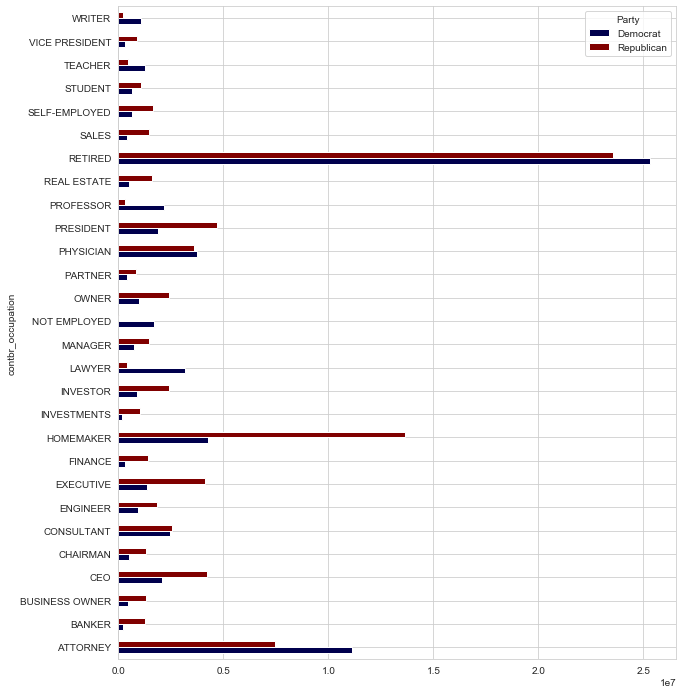 Party
Democrat
Republican
contbr_occupation
WRITER
VICE PRESIDENT
TEACHER
STUDENT
SELF-EMPLOYED
SALES
RETIRED
REAL ESTATE
PROFESSOR
PRESIDENT
PHYSICIAN
PARTNER
OWNER
NOT EMPLOYED
MANAGER
LAWYER
INVESTOR
INVESTMENTS
HOMEMAKER
FINANCE
EXECUTIVE
ENGINEER
CONSULTANT
CHAIRMAN
CEO
BUSINESS OWNER
BANKER
ATTORNEY
0.0 0.5 1.0 1.5 2.0 2.5
1e7